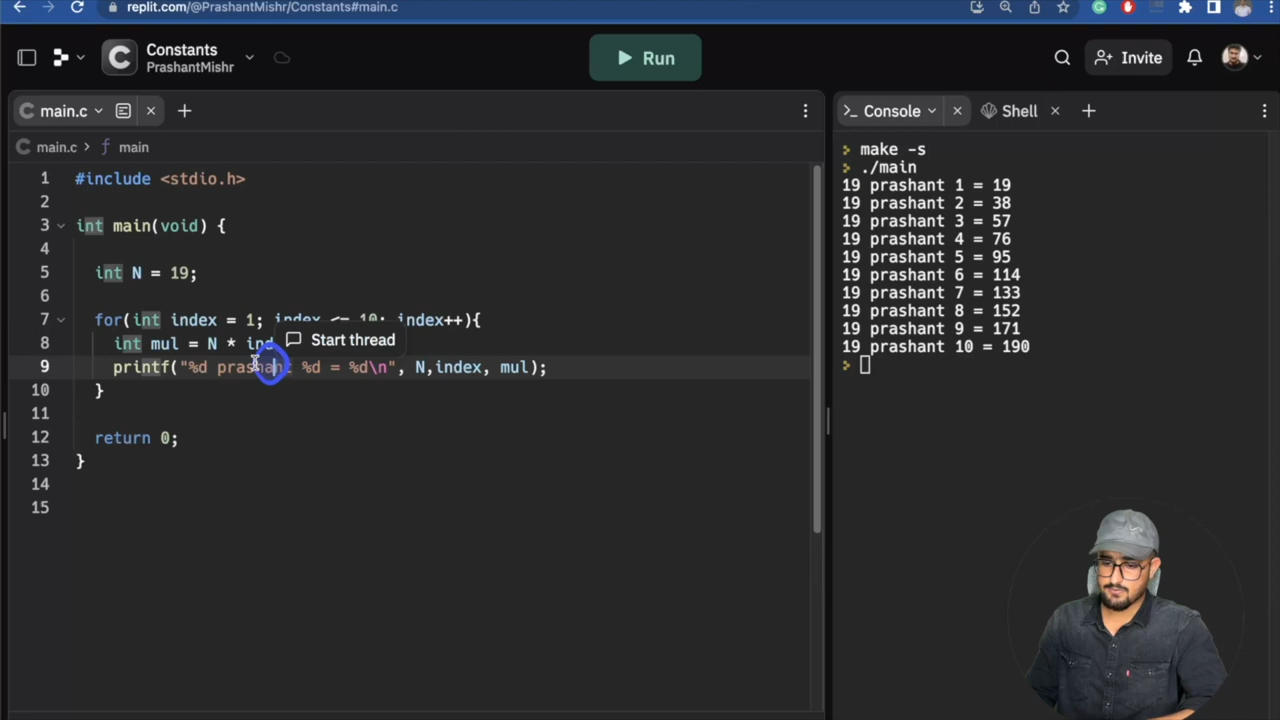 replit.com/@PrashantMishr/Constants#main.c
Constants
PrashantMishr
Run
Invite
main.c
main.c > main
1 #include <stdio.h>
2
3 int main(void) {
4
5 int N = 19;
6
7 for(int index = 1; index <= 10; index++){
8 int mul = N * ind
Start thread
9 printf("%d prashant %d = %d\n", N,index, mul);
10 }
11
12 return 0;
13 }
14
15
>_ Console
Shell
> make -s
> ./main
19 prashant 1 = 19
19 prashant 2 = 38
19 prashant 3 = 57
19 prashant 4 = 76
19 prashant 5 = 95
19 prashant 6 = 114
19 prashant 7 = 133
19 prashant 8 = 152
19 prashant 9 = 171
19 prashant 10 = 190
>